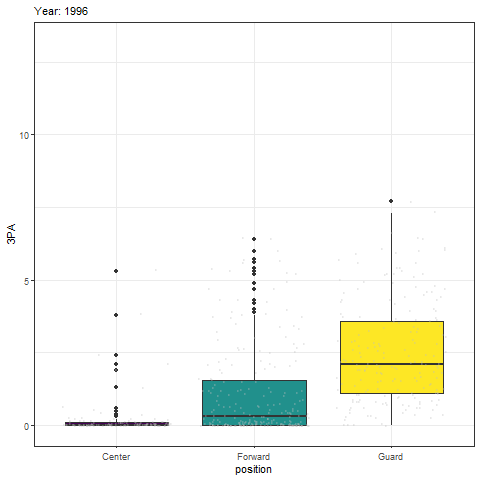 Year: 1996
3PA
10
5
0
Center
Forward
Guard
position